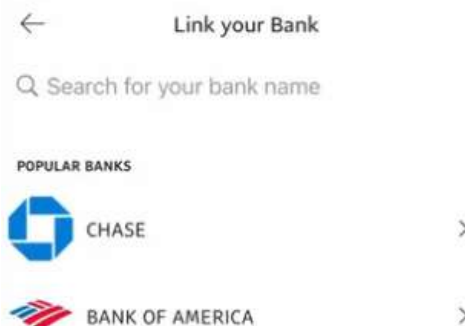 Link your Bank
Search for your bank name
POPULAR BANKS
CHASE
BANK OF AMERICA